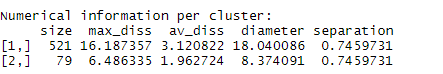 Numerical information per cluster:
     size  max_diss  av_diss  diameter separation
[1,]  521 16.187357 3.120822 18.040086  0.7459731
[2,]   79  6.486335 1.962724  8.374091  0.7459731